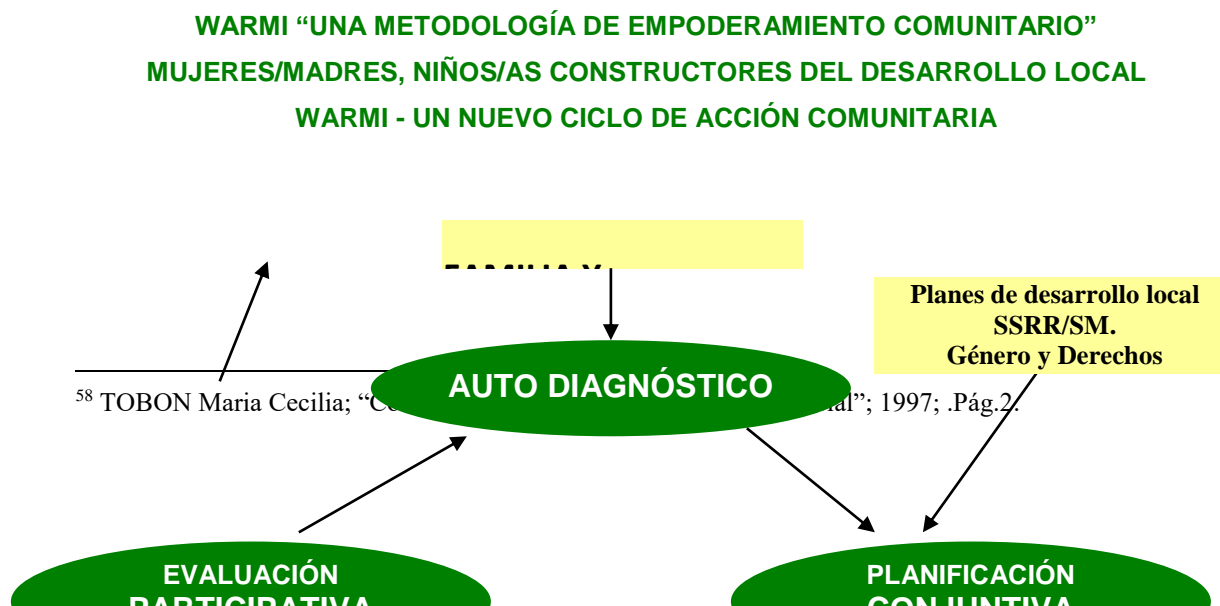 WARMI “UNA METODOLOGÍA DE EMPODERAMIENTO COMUNITARIO”
MUJERES/MADRES, NIÑOS/AS CONSTRUCTORES DEL DESARROLLO LOCAL
WARMI - UN NUEVO CICLO DE ACCIÓN COMUNITARIA
Planes de desarrollo local
SSRR/SM.
Género y Derechos
AUTO DIAGNÓSTICO
58 TOBON Maria Cecilia; “ ”; 1997; .Pág.2.
EVALUACIÓN
PARTICIPATIVA
PLANIFICACIÓN
CONJUNTIVA